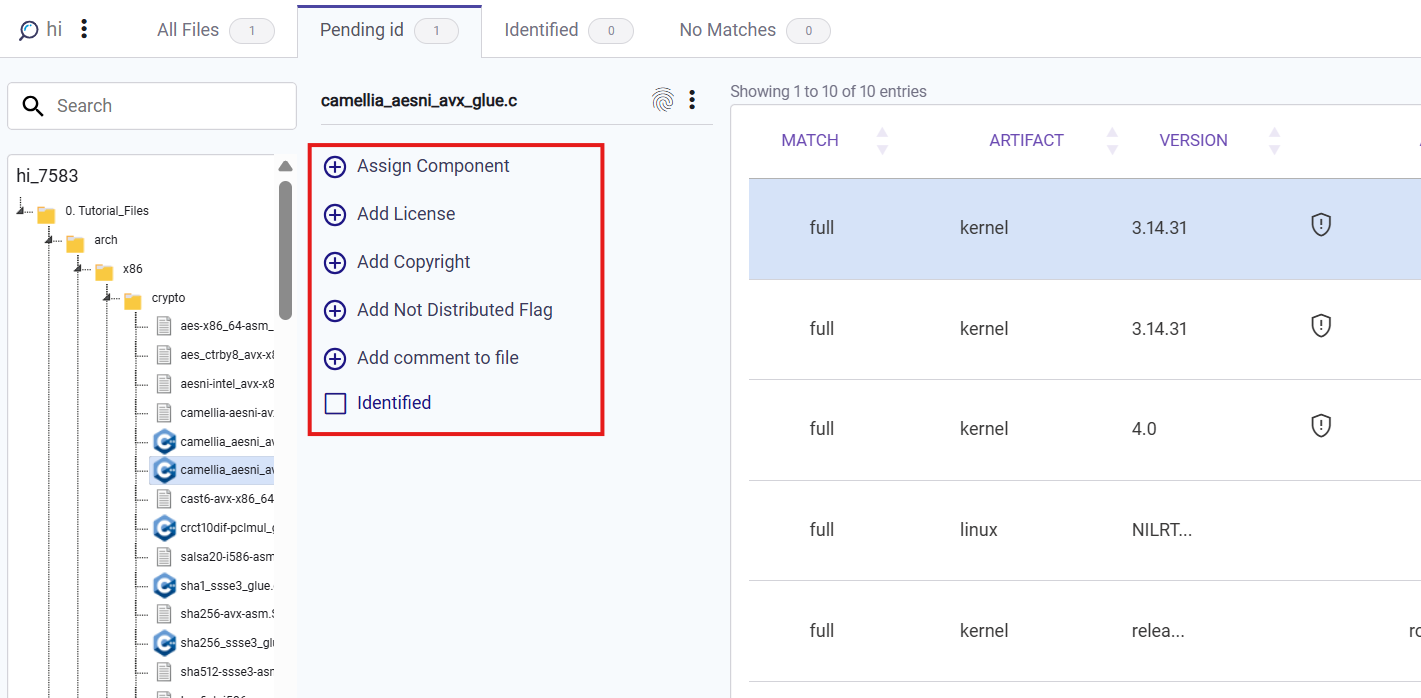 hi
All Files 1
Pending id 1
Identified 0
No Matches 0
Search
hi_7583
0. Tutorial_Files
arch
x86
crypto
aes-x86_64-asm_
aes_ctrby8_avx-x8
aesni-intel_avx-x8
camellia-aesni-av
camellia_aesni_av
camellia_aesni_av
cast6-avx-x86_64
crct10dif-pclmul_g
salsa20-i586-asm
sha1_ssse3_glue.
sha256-avx-asm.S
sha256_ssse3_glu
sha512-ssse3-asm
camellia_aesni_avx_glue.c
Assign Component
Add License
Add Copyright
Add Not Distributed Flag
Add comment to file
Identified
Showing 1 to 10 of 10 entries
MATCH ARTIFACT VERSION
full kernel 3.14.31
full kernel 3.14.31
full kernel 4.0
full linux NILRT...
full kernel relea...